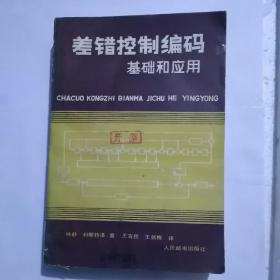 差错控制编码
基础和应用
CHACUO KONGZHI BIANMA JICHU HE YINGYONG
林舒 科斯特洛 著 王育民 王新梅 译
人民邮电出版社